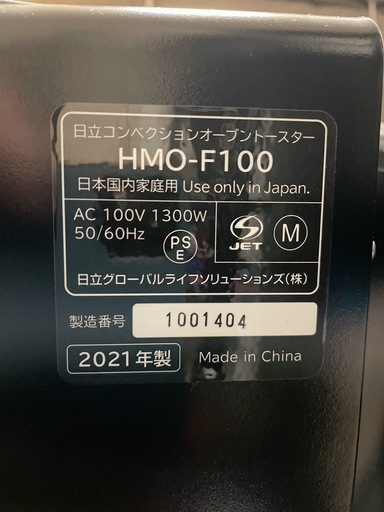 日立コンベクションオーブントースター
HMO-F100
日本国内家庭用 Use only in Japan.
AC 100V 1300W
50/60Hz
PS
E
JET
M
日立グローバルライフソリューションズ(株)
製造番号 1001404
2021年製 Made in China